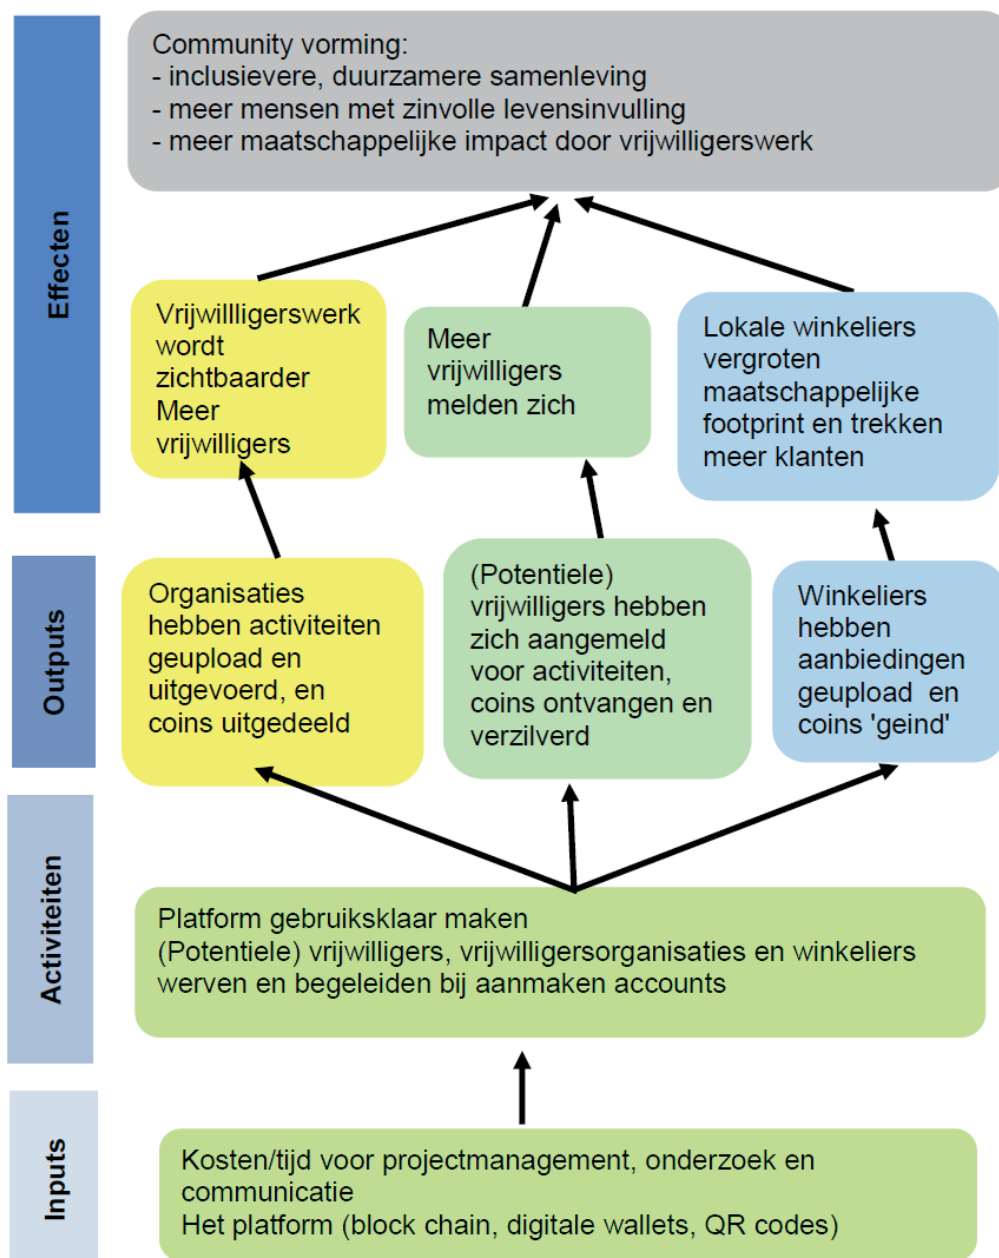 Effecten
Community vorming:
- inclusievere, duurzamere samenleving
- meer mensen met zinvolle levensinvulling
- meer maatschappelijke impact door vrijwilligerswerk
Vrijwillligerswerk
wordt
zichtbaarder
Meer
vrijwilligers
Meer
vrijwilligers
melden zich
Lokale winkeliers
vergroten
maatschappelijke
footprint en trekken
meer klanten
Outputs
Organisaties
hebben activiteiten
geupload en
uitgevoerd, en
coins uitgedeeld
(Potentiele)
vrijwilligers hebben
zich aangemeld
voor activiteiten,
coins ontvangen en
verzilverd
Winkeliers
hebben
aanbiedingen
geupload en
coins 'geind'
Activiteiten
Platform gebruiksklaar maken
(Potentiele) vrijwilligers, vrijwilligersorganisaties en winkeliers
werven en begeleiden bij aanmaken accounts
Inputs
Kosten/tijd voor projectmanagement, onderzoek en
communicatie
Het platform (block chain, digitale wallets, QR codes)